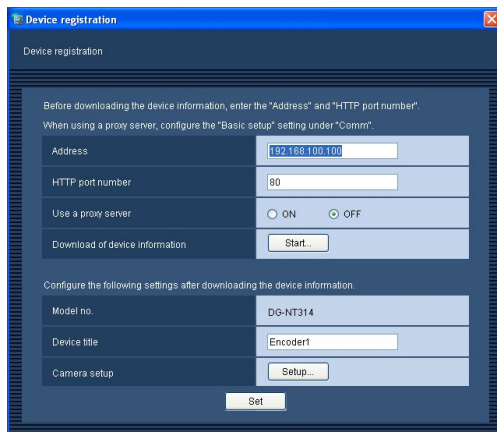 Device registration
Device registration
Before downloading the device information, enter the "Address" and "HTTP port number".
When using a proxy server, configure the "Basic setup" setting under "Comm".
Address 192.168.100.100
HTTP port number 80
Use a proxy server ON OFF
Download of device information Start...
Configure the following settings after downloading the device information.
Model no. DG-NT314
Device title Encoder1
Camera setup Setup...
Set